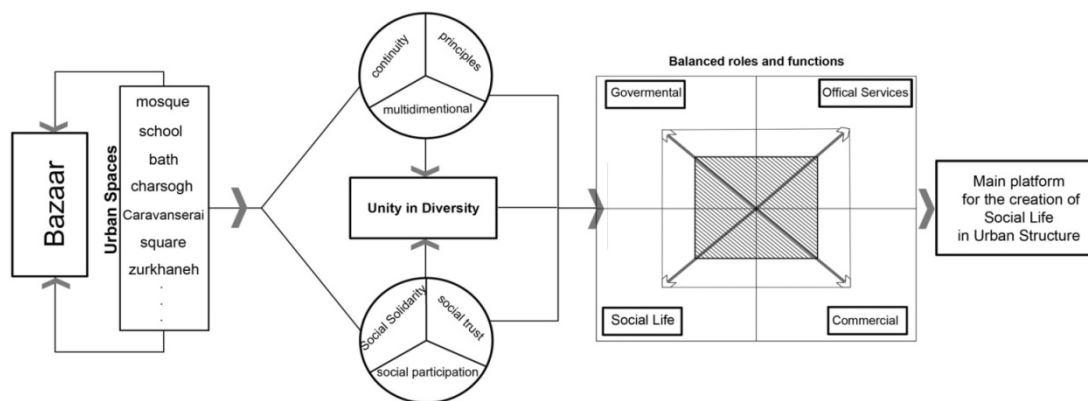 Bazaar
Urban Spaces
mosque
school
bath
charsogh
Caravanserai
square
zurkhaneh
.
.
.
continuity
principles
multidimentional
Unity in Diversity
Social Solidarity
social trust
social participation
Balanced roles and functions
Govermental
Offical Services
Social Life
Commercial
Main platform
for the creation of
Social Life
in Urban Structure